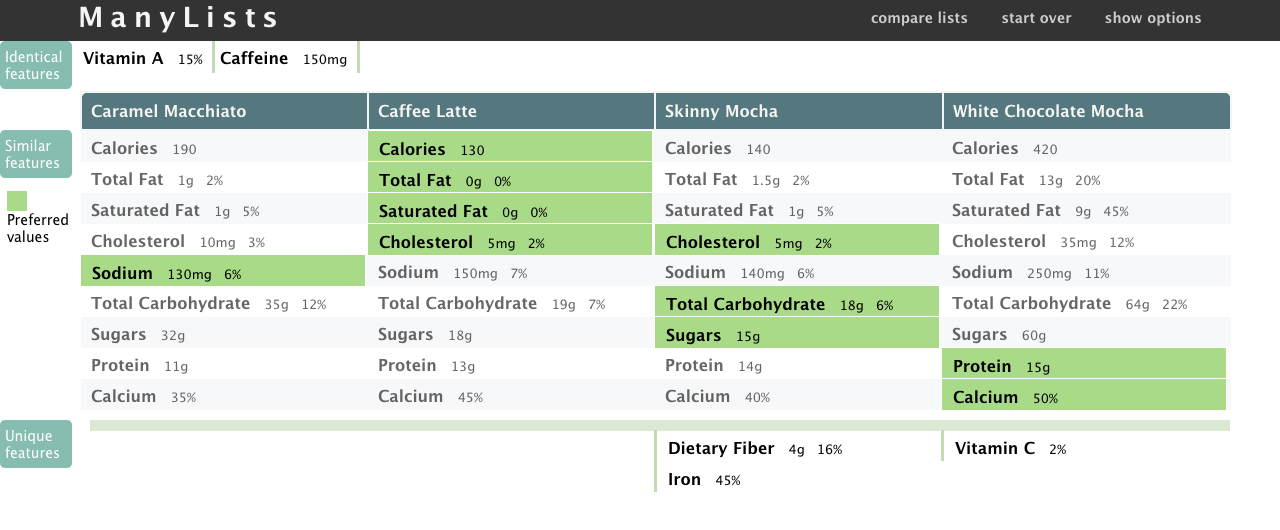 ManyLists compare lists start over show options
Identical features
Vitamin A 15% Caffeine 150mg
Caramel Macchiato Caffee Latte Skinny Mocha White Chocolate Mocha
Similar features
Preferred values
Calories 190 Calories 130 Calories 140 Calories 420
Total Fat 1g 2% Total Fat 0g 0% Total Fat 1.5g 2% Total Fat 13g 20%
Saturated Fat 1g 5% Saturated Fat 0g 0% Saturated Fat 1g 5% Saturated Fat 9g 45%
Cholesterol 10mg 3% Cholesterol 5mg 2% Cholesterol 5mg 2% Cholesterol 35mg 12%
Sodium 130mg 6% Sodium 150mg 7% Sodium 140mg 6% Sodium 250mg 11%
Total Carbohydrate 35g 12% Total Carbohydrate 19g 7% Total Carbohydrate 18g 6% Total Carbohydrate 64g 22%
Sugars 32g Sugars 18g Sugars 15g Sugars 60g
Protein 11g Protein 13g Protein 14g Protein 15g
Calcium 35% Calcium 45% Calcium 40% Calcium 50%
Unique features
Dietary Fiber 4g 16% Vitamin C 2%
Iron 45%